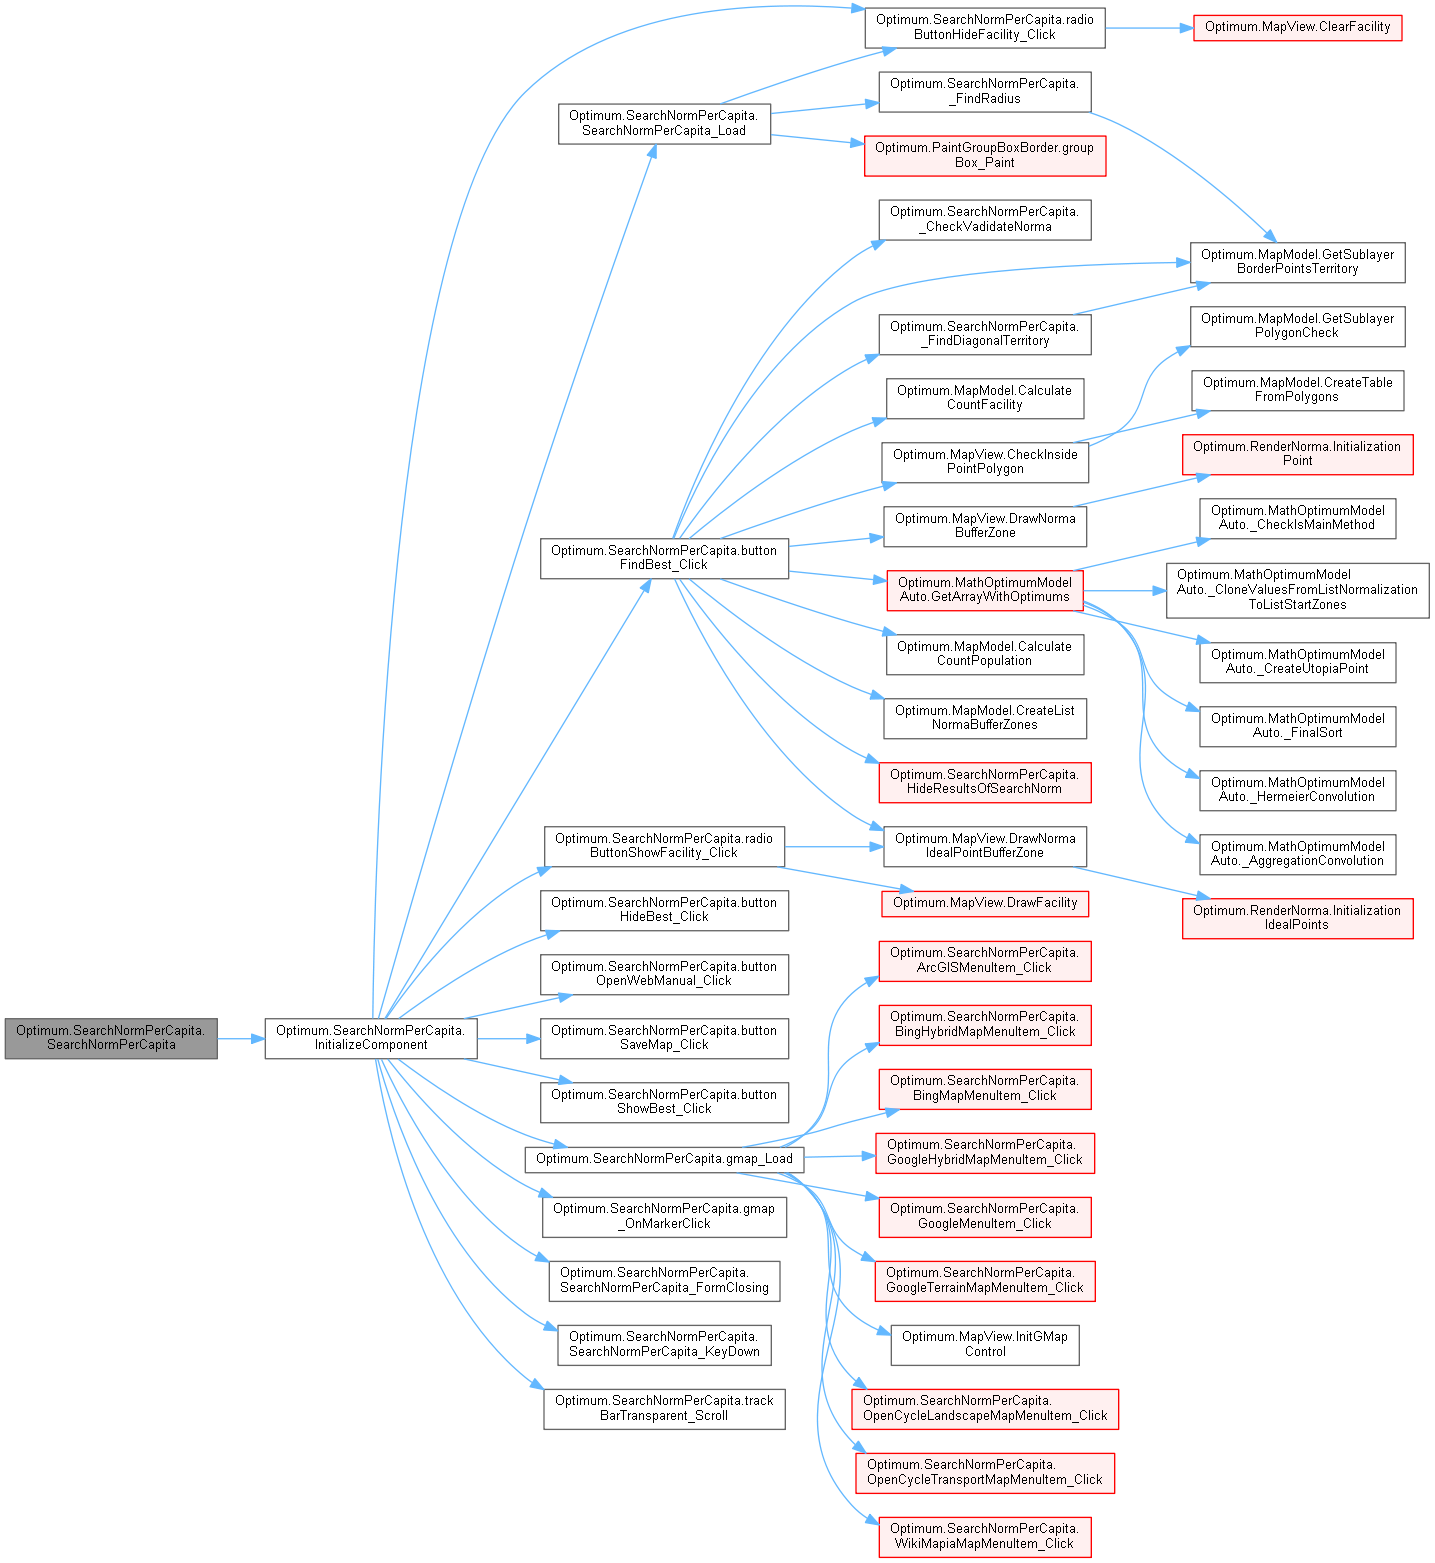 Optimum.SearchNormPerCapita.
SearchNormPerCapita
Optimum.SearchNormPerCapita.
InitializeComponent
Optimum.SearchNormPerCapita.
SearchNormPerCapita_Load
Optimum.SearchNormPerCapita.button
FindBest_Click
Optimum.SearchNormPerCapita.radio
ButtonShowFacility_Click
Optimum.SearchNormPerCapita.button
HideBest_Click
Optimum.SearchNormPerCapita.button
OpenWebManual_Click
Optimum.SearchNormPerCapita.button
SaveMap_Click
Optimum.SearchNormPerCapita.button
ShowBest_Click
Optimum.SearchNormPerCapita.gmap_Load
Optimum.SearchNormPerCapita.gmap
_OnMarkerClick
Optimum.SearchNormPerCapita.
SearchNormPerCapita_FormClosing
Optimum.SearchNormPerCapita.
SearchNormPerCapita_KeyDown
Optimum.SearchNormPerCapita.track
BarTransparent_Scroll
Optimum.SearchNormPerCapita.radio
ButtonHideFacility_Click
Optimum.SearchNormPerCapita.
_FindRadius
Optimum.PaintGroupBoxBorder.group
Box_Paint
Optimum.SearchNormPerCapita.
_CheckVadidateNorma
Optimum.SearchNormPerCapita.
_FindDiagonalTerritory
Optimum.MapModel.Calculate
CountFacility
Optimum.MapView.CheckInside
PointPolygon
Optimum.MapView.DrawNorma
BufferZone
Optimum.MathOptimumModel
Auto.GetArrayWithOptimums
Optimum.MapModel.Calculate
CountPopulation
Optimum.MapModel.CreateList
NormaBufferZones
Optimum.SearchNormPerCapita.
HideResultsOfSearchNorm
Optimum.MapView.DrawNorma
IdealPointBufferZone
Optimum.MapView.DrawFacility
Optimum.SearchNormPerCapita.
ArcGISMenuItem_Click
Optimum.SearchNormPerCapita.
BingHybridMapMenuItem_Click
Optimum.SearchNormPerCapita.
BingMapMenuItem_Click
Optimum.SearchNormPerCapita.
GoogleHybridMapMenuItem_Click
Optimum.SearchNormPerCapita.
GoogleMenuItem_Click
Optimum.SearchNormPerCapita.
GoogleTerrainMapMenuItem_Click
Optimum.MapView.InitGMap
Control
Optimum.SearchNormPerCapita.
OpenCycleLandscapeMapMenuItem_Click
Optimum.SearchNormPerCapita.
OpenCycleTransportMapMenuItem_Click
Optimum.SearchNormPerCapita.
WikiMapiaMapMenuItem_Click
Optimum.MapView.ClearFacility
Optimum.MapModel.GetSublayer
BorderPointsTerritory
Optimum.MapModel.GetSublayer
PolygonCheck
Optimum.MapModel.CreateTable
FromPolygons
Optimum.RenderNorma.Initialization
Point
Optimum.MathOptimumModel
Auto._CheckIsMainMethod
Optimum.MathOptimumModel
Auto._CloneValuesFromListNormalization
ToListStartZones
Optimum.MathOptimumModel
Auto._CreateUtopiaPoint
Optimum.MathOptimumModel
Auto._FinalSort
Optimum.MathOptimumModel
Auto._HermeierConvolution
Optimum.MathOptimumModel
Auto._AggregationConvolution
Optimum.RenderNorma.Initialization
IdealPoints